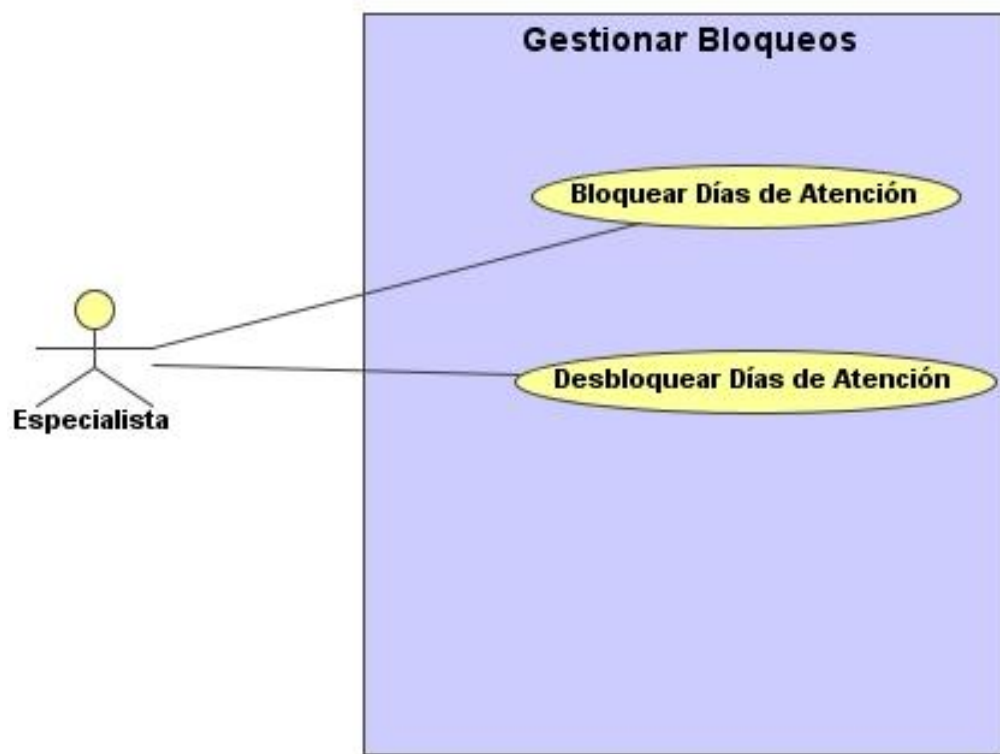 Gestionar Bloqueos
Bloquear Días de Atención
Desbloquear Días de Atención
Especialista